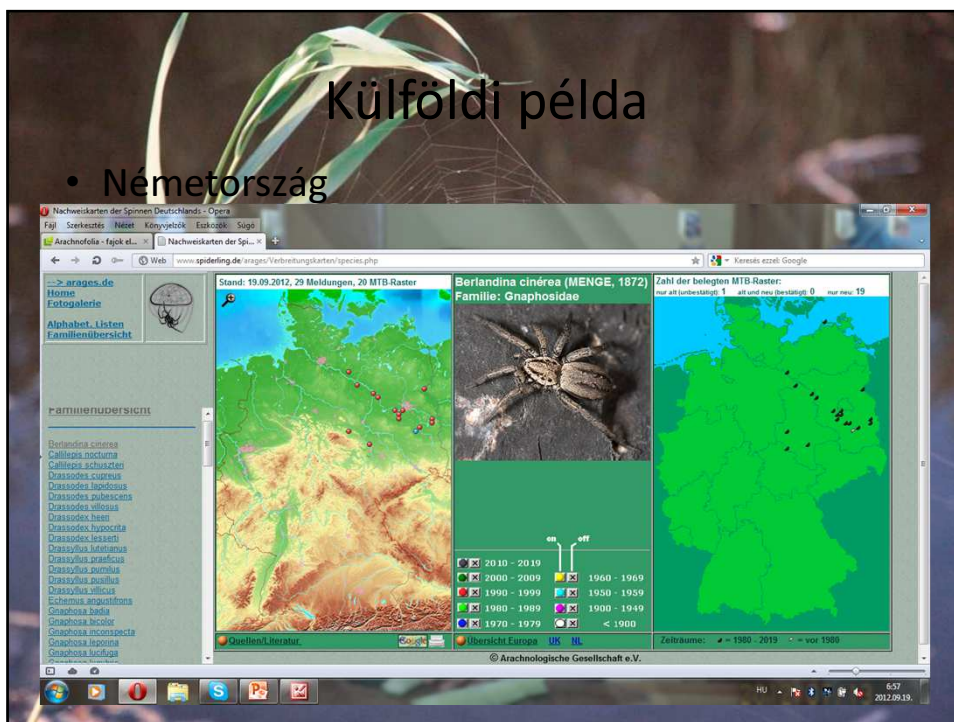 Külföldi példa
• Németország
Nachweiskarten der Spinnen Deutschlands - Opera
Fájl Szerkesztés Nézet Könyvjelzők Eszközök Súgó
Arachnofolia - fajok el... Nachweiskarten der Spi...
Web www.spiderling.de/arages/Verbreitungskarten/species.php
Keresés ezzel: Google
--> arages.de
Home
Fotogalerie
Alphabet. Listen
Familienübersicht
Stand: 19.09.2012, 29 Meldungen, 20 MTB-Raster
Berlandina cinérea (MENGE, 1872)
Familie: Gnaphosidae
Zahl der belegten MTB-Raster:
nur alt (unbestätigt): 1 alt und neu (bestätigt): 0 nur neu: 19
Familienübersicht
Berlandina cinerea
Callilepis nocturna
Callilepis schuszteri
Drassodes cupreus
Drassodes lapidosus
Drassodes pubescens
Drassodes villosus
Drassodex heeri
Drassodex hypocrita
Drassodex lesserti
Drassyllus lutetianus
Drassyllus praeficus
Drassyllus pumilus
Drassyllus pusillus
Drassyllus villicus
Echemus angustifrons
Gnaphosa badia
Gnaphosa bicolor
Gnaphosa inconspecta
Gnaphosa leporina
Gnaphosa lucifuga
on off
2010 - 2019
2000 - 2009 1960 - 1969
1990 - 1999 1950 - 1959
1980 - 1989 1900 - 1949
1970 - 1979 < 1900
Quellen/Literatur Google
Übersicht Europa UK NL
Zeiträume: = 1980 - 2019 = vor 1980
© Arachnologische Gesellschaft e.V.
HU 6:57
2012.09.19.